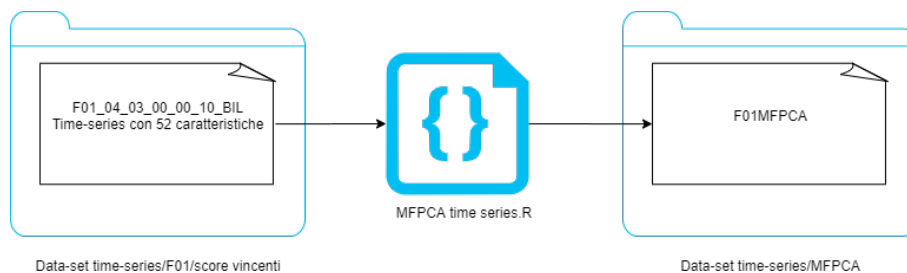 F01_04_03_00_00_10_BIL
Time-series con 52 caratteristiche
{}
MFPCA time series.R
F01MFPCA
Data-set time-series/F01/score vincenti
Data-set time-series/MFPCA